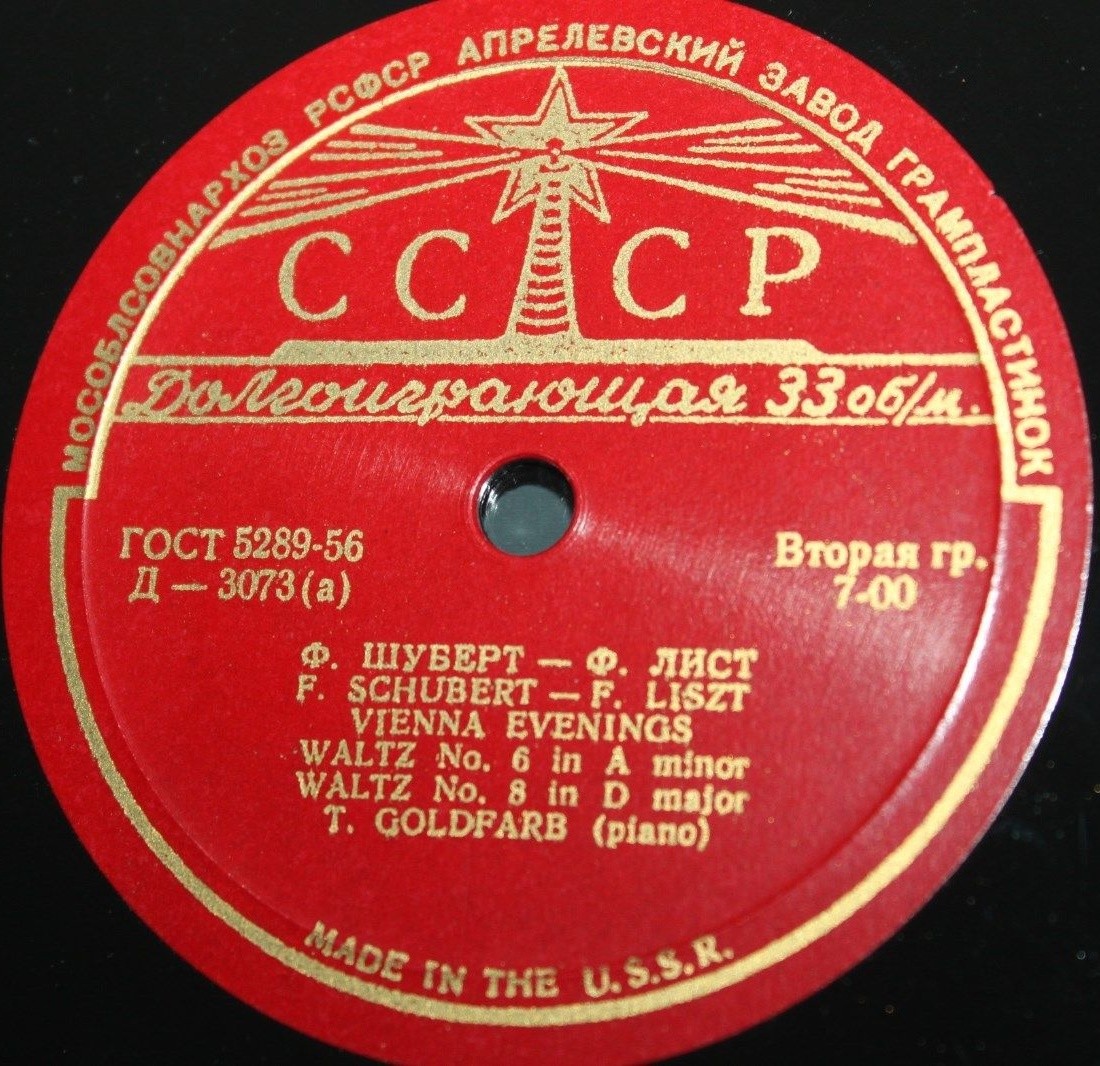 МОСОБЛСОВНАРХОЗ РСФСР АПРЕЛЕВСКИЙ ЗАВОД ГРАМПЛАСТИНОК
СССР
Долгоиграющая 33 об/м.
ГОСТ 5289-56
Д — 3073 (а)
Вторая гр.
7-00
Ф. ШУБЕРТ — Ф. ЛИСТ
F. SCHUBERT — F. LISZT
VIENNA EVENINGS
WALTZ No. 6 in A minor
WALTZ No. 8 in D major
T. GOLDFARB (piano)
MADE IN THE U.S.S.R.